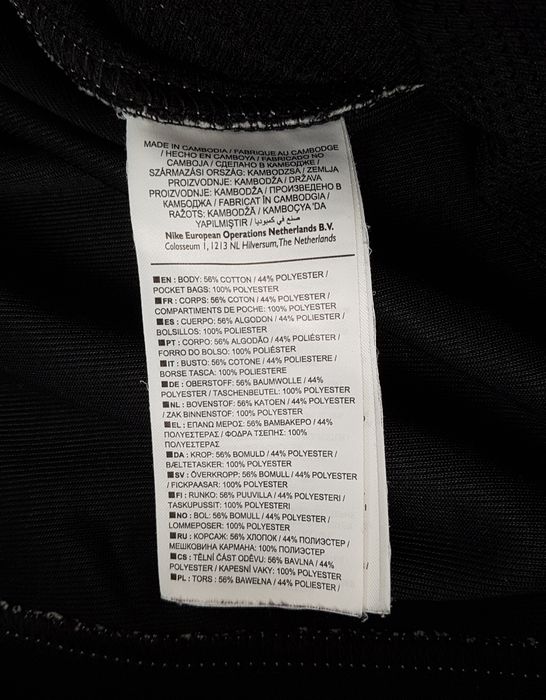 MADE IN CAMBODIA / FABRIQUE AU CAMBODGE
/ HECHO EN CAMBOYA / FABRICADO NO
CAMBOJA / СДЕЛАНО В КАМБОДЖЕ /
SZÁRMAZÁSI ORSZÁG: KAMBODZSA / ZEMLJA
PROIZVODNJE: KAMBODŽA / DRŽAVA
PROIZVODNJE: KAMBODŽA / ПРОИЗВЕДЕНО В
КАМБОДЖА / FABRICAT ÎN CAMBODGIA /
RAŽOTS: KAMBODŽĀ / KAMBOÇYA 'DA
YAPILMIŞTIR / صنع في كمبوديا
Nike European Operations Netherlands B.V.
Colosseum 1, 1213 NL Hilversum, The Netherlands
■EN : BODY: 56% COTTON / 44% POLYESTER /
POCKET BAGS: 100% POLYESTER
■FR : CORPS: 56% COTON / 44% POLYESTER /
COMPARTIMENTS DE POCHE: 100% POLYESTER
■ES : CUERPO: 56% ALGODON / 44% POLIESTER /
BOLSILLOS: 100% POLIESTER
■PT : CORPO: 56% ALGODÃO / 44% POLIÉSTER /
FORRO DO BOLSO: 100% POLIÉSTER
■IT : BUSTO: 56% COTONE / 44% POLIESTERE /
BORSE TASCA: 100% POLIESTERE
■DE : OBERSTOFF: 56% BAUMWOLLE / 44%
POLYESTER / TASCHENBEUTEL: 100% POLYESTER
■NL : BOVENSTOF: 56% KATOEN / 44% POLYESTER
/ ZAK BINNENSTOF: 100% POLYESTER
■EL : ΕΠΑΝΩ ΜΕΡΟΣ: 56% ΒΑΜΒΑΚΕΡΟ / 44%
ΠΟΛΥΕΣΤΕΡΑΣ / ΦΟΔΡΑ ΤΣΕΠΗΣ: 100%
ΠΟΛΥΕΣΤΕΡΑΣ
■DA : KROP: 56% BOMULD / 44% POLYESTER /
BÆLTETASKER: 100% POLYESTER
■SV : ÖVERKROPP: 56% BOMULL / 44% POLYESTER
/ FICKPAASAR: 100% POLYESTER
■FI : RUNKO: 56% PUUVILLA / 44% POLYESTERI /
TASKUPUSSIT: 100% POLYESTERI
■NO : BOL: 56% BOMULL / 44% POLYESTER /
LOMMEPOSER: 100% POLYESTER
■RU : КОРСАЖ: 56% ХЛОПОК / 44% ПОЛИЭСТЕР /
МЕШКОВИНА КАРМАНА: 100% ПОЛИЭСТЕР
■CS : TĚLNÍ ČÁST ODĚVU: 56% BAVLNA / 44%
POLYESTER / KAPESNÍ VAKY: 100% POLYESTER
■PL : TORS : 56% BAWEŁNA / 44% POLIESTER /